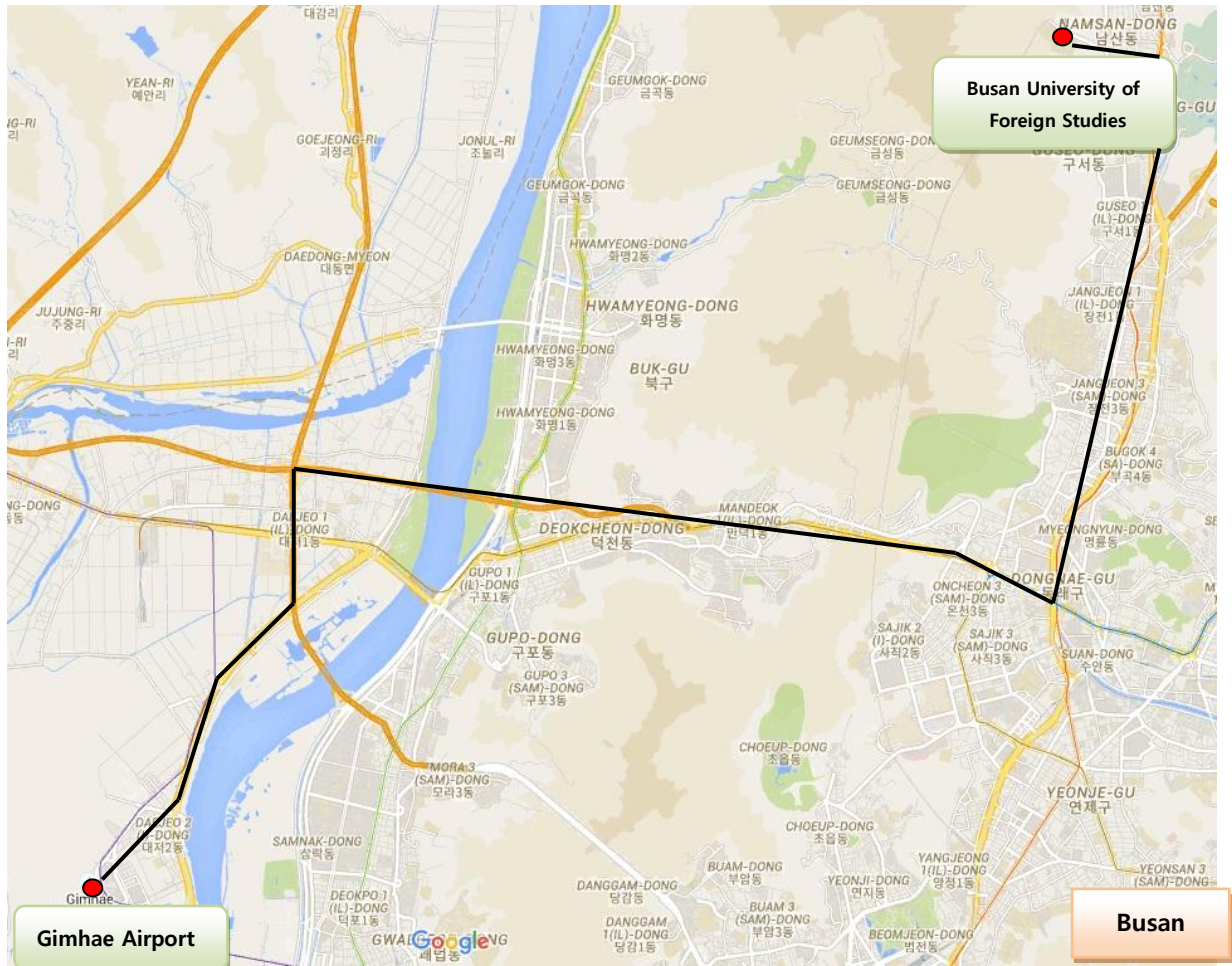 대감리
NAMSAN-DONG
남산동
GEUMGOK-DONG
금곡동
YEAN-RI
예안리
Busan University of
Foreign Studies
GOEJEONG-RI
괴정리
JONUL-RI
조눌리
GEUMSEONG-DONG
금성동
구서동
GEUMGOK-DONG
금곡동
GEUMSEONG-DONG
금성동
GUSEO 1
(IL)-DONG
구서1동
HWAMYEONG-DONG
화명2동
DAEDONG-MYEON
대동면
JANGJEON 1
(IL)-DONG
장전1동
HWAMYEONG-DONG
화명동
JUJUNG-RI
주중리
HWAMYEONG-DONG
화명3동
BUK-GU
북구
JANGJEON 3
(SAM)-DONG
장전3동
HWAMYEONG-DONG
화명1동
BUGOK 4
(SA)-DONG
부곡4동
DAEJEO 1
(IL)-DONG
대저1동
MANDEOK
1(IL)-DONG
만덕1동
DEOKCHEON-DONG
덕천동
MYEONGNYUN-DONG
명륜동
GUPO 1
(IL)-DONG
구포1동
DONGNAE-GU
동래구
ONCHEON 3
(SAM)-DONG
온천3동
GUPO-DONG
구포동
SAJIK 2
(I)-DONG
사직2동
SAJIK 3
(SAM)-DONG
사직3동
SUAN-DONG
수안동
GUPO 3
(SAM)-DONG
구포3동
CHOEUP-DONG
초읍동
MORA 3
(SAM)-DONG
모라3동
YEONJE-GU
연제구
DAEJEO 2
(I)-DONG
대저2동
SAMNAK-DONG
삼락동
CHOEUP-DONG
초읍동
BUAM-DONG
부암동
YANGJEONG
1(IL)-DONG
양정1동
YEONSAN 3
(SAM)-DONG
Gimhae
DEOKPO 1
(IL)-DONG
덕포1동
DANGGAM-DONG
당감동
YEONJI-DONG
연지동
BUAM 3
(SAM)-DONG
부암3동
Gimhae Airport
Busan
DANGGAM
1(IL)-DONG
당감1동
Google
괘법동
BEOMJEON-DONG
범전동